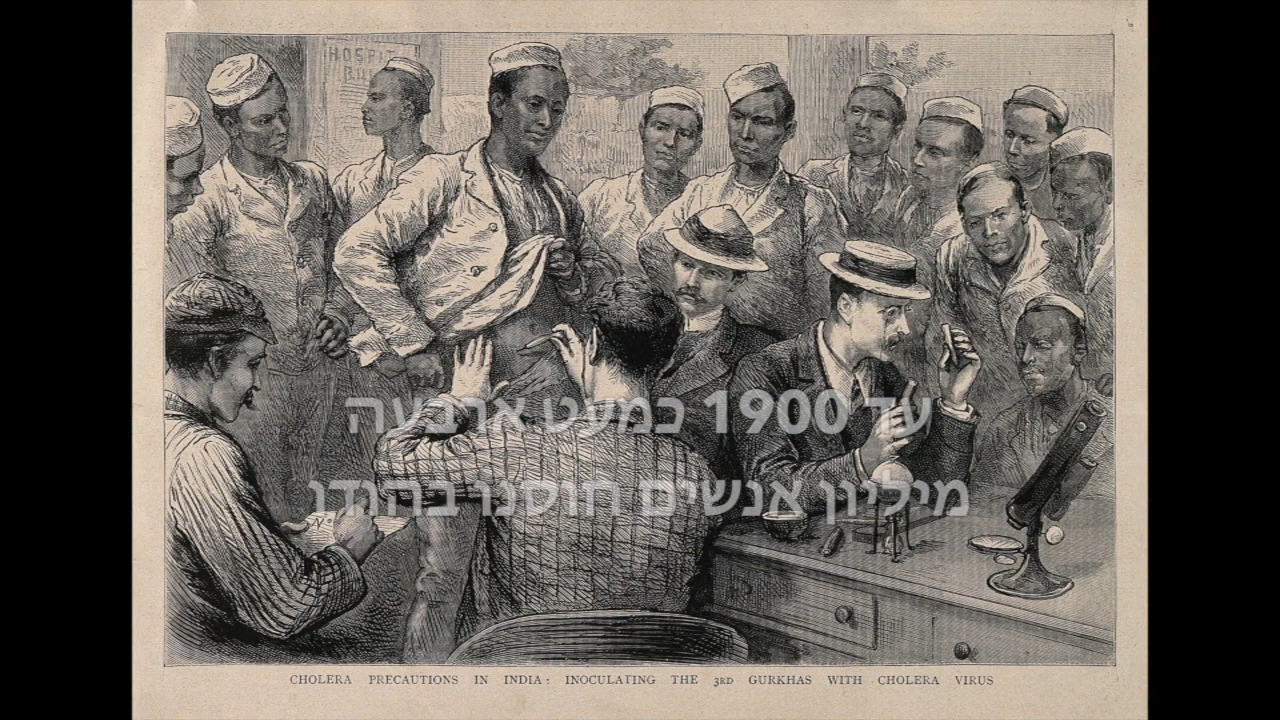 HOSPIT
עד 1900 כמעט ארבעה
מיליון אנשים חוסנו בהודו
CHOLERA PRECAUTIONS IN INDIA: INOCULATING THE 3RD GURKHAS WITH CHOLERA VIRUS